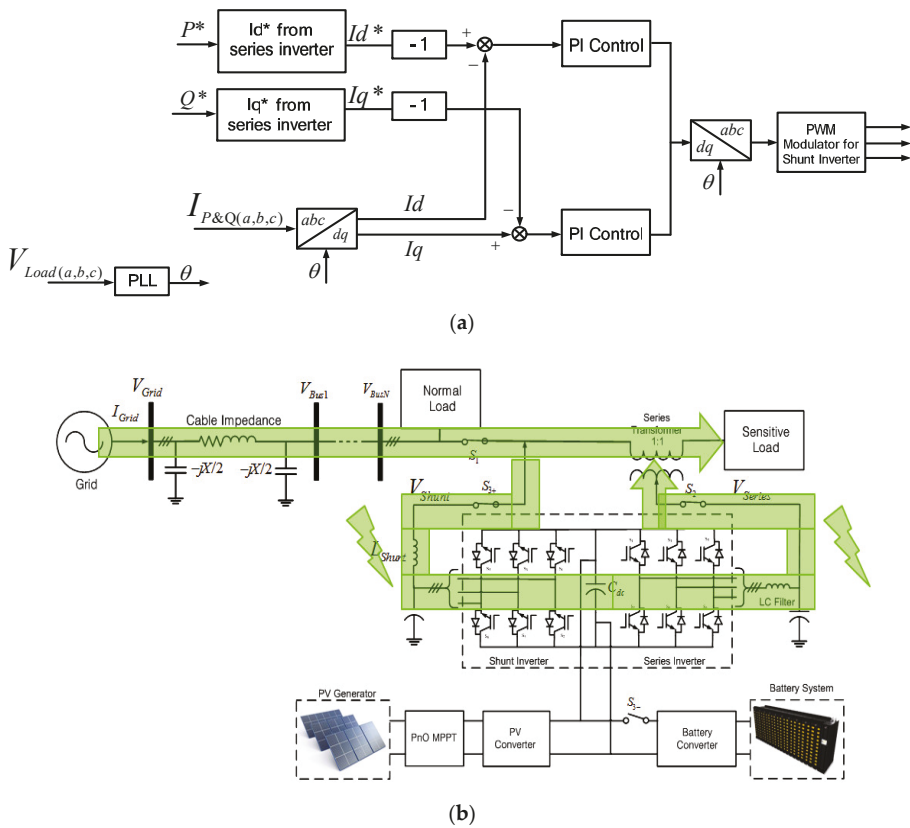 P*
Id* from
series inverter
Id *
- 1
+
−
PI Control
Q*
Iq* from
series inverter
Iq *
- 1
abc
dq
θ
PWM
Modulator for
Shunt Inverter
I P&Q(a,b,c)
abc
dq
θ
Id
Iq
−
+
PI Control
V Load(a,b,c)
PLL
θ
(a)
V Grid
I Grid
Cable Impedance
V Bus1
V BusN
Normal
Load
Series
Transformer
1:1
Sensitive
Load
S1
Grid
−jX/2
−jX/2
V Shunt
S2+
S2-
V Series
L Shunt
C dc
LC Filter
Shunt Inverter
Series Inverter
PV Generator
PnO MPPT
PV
Converter
S3−
Battery
Converter
Battery System
(b)